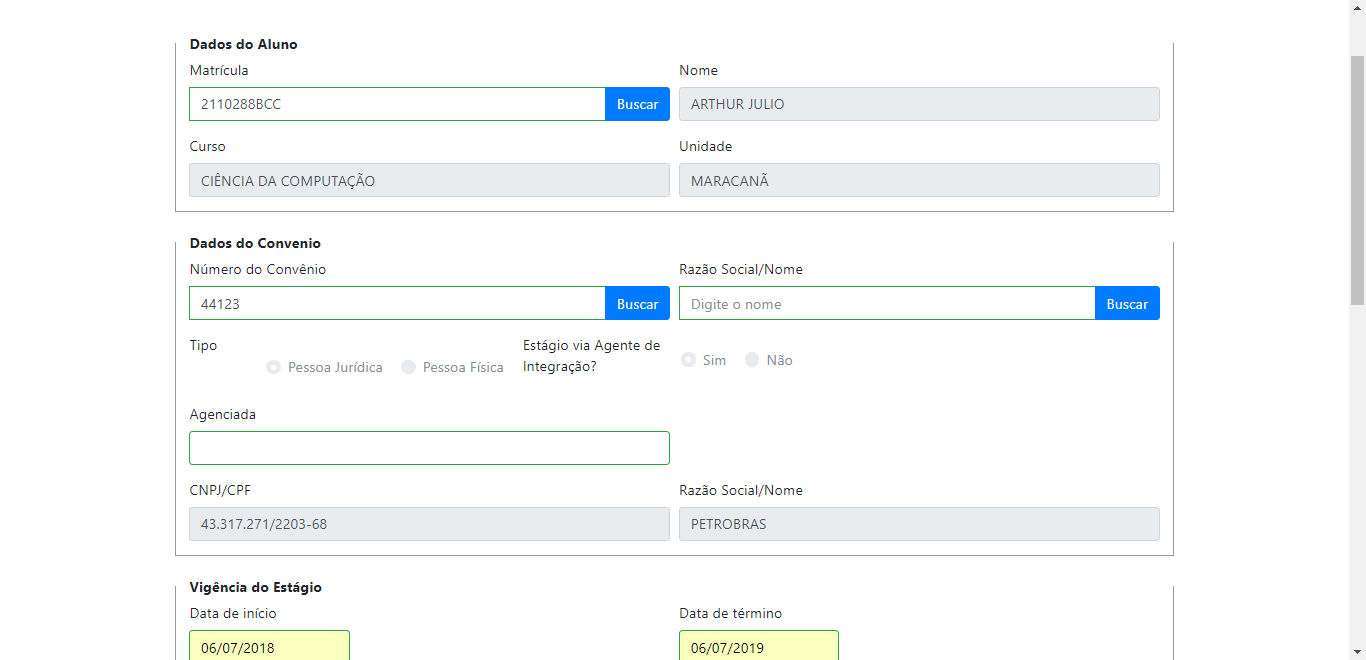 Dados do Aluno
Matrícula
Nome
2110288BCC
Buscar
ARTHUR JULIO
Curso
Unidade
CIÊNCIA DA COMPUTAÇÃO
MARACANÃ
Dados do Convenio
Número do Convênio
Razão Social/Nome
44123
Buscar
Digite o nome
Buscar
Tipo
Pessoa Jurídica
Pessoa Física
Estágio via Agente de
Integração?
Sim
Não
Agenciada
CNPJ/CPF
Razão Social/Nome
43.317.271/2203-68
PETROBRAS
Vigência do Estágio
Data de início
Data de término
06/07/2018
06/07/2019